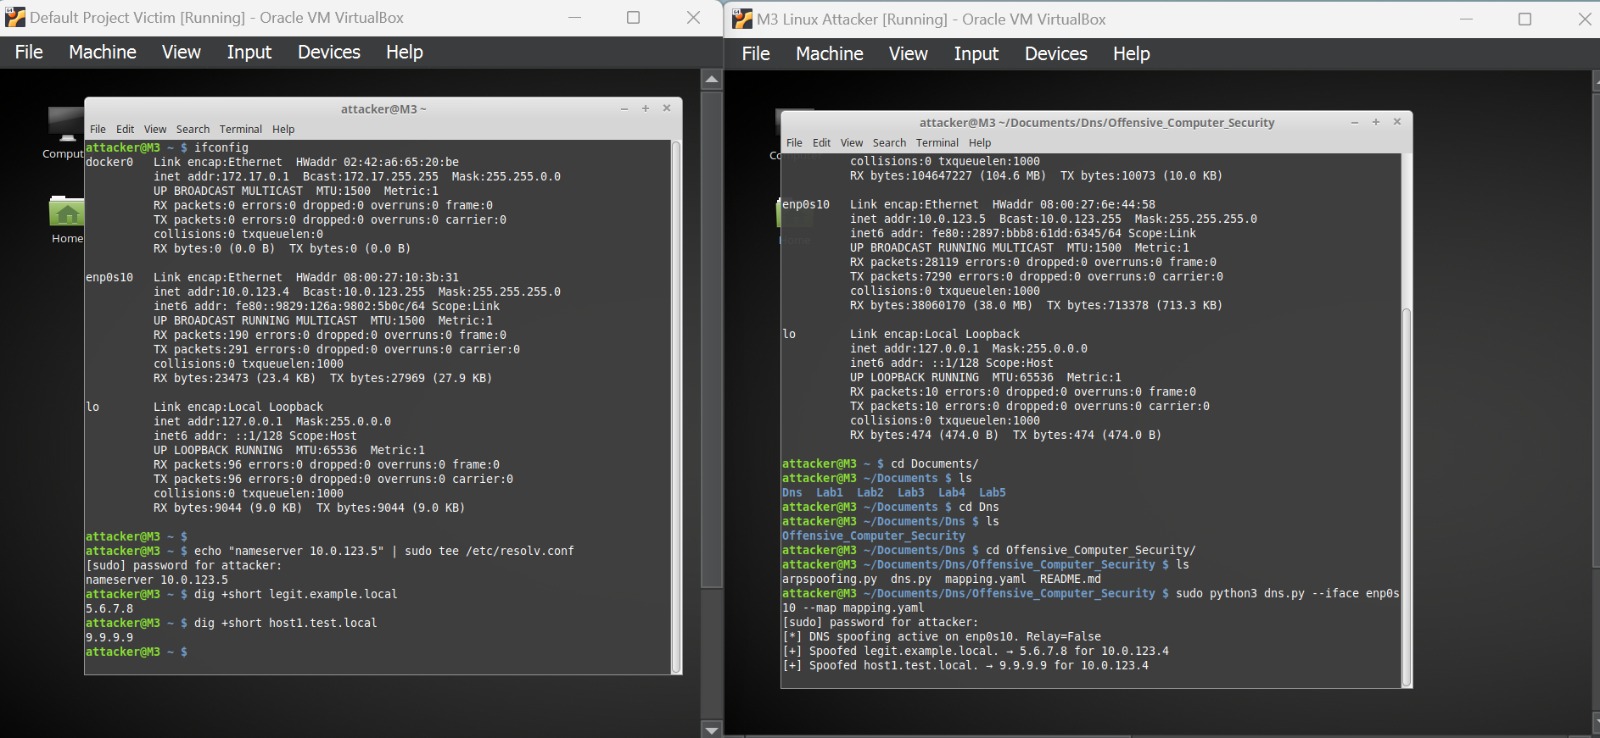 Default Project Victim [Running] - Oracle VM VirtualBox
File Machine View Input Devices Help
Comput
Home
attacker@M3 ~
File Edit View Search Terminal Help
attacker@M3 ~ $ ifconfig
docker0 Link encap:Ethernet HWaddr 02:42:a6:65:20:be
inet addr:172.17.0.1 Bcast:172.17.255.255 Mask:255.255.0.0
UP BROADCAST MULTICAST MTU:1500 Metric:1
RX packets:0 errors:0 dropped:0 overruns:0 frame:0
TX packets:0 errors:0 dropped:0 overruns:0 carrier:0
collisions:0 txqueuelen:0
RX bytes:0 (0.0 B) TX bytes:0 (0.0 B)
enp0s10 Link encap:Ethernet HWaddr 08:00:27:10:3b:31
inet addr:10.0.123.4 Bcast:10.0.123.255 Mask:255.255.255.0
inet6 addr: fe80::9829:126a:9802:5b0c/64 Scope:Link
UP BROADCAST RUNNING MULTICAST MTU:1500 Metric:1
RX packets:190 errors:0 dropped:0 overruns:0 frame:0
TX packets:291 errors:0 dropped:0 overruns:0 carrier:0
collisions:0 txqueuelen:1000
RX bytes:23473 (23.4 KB) TX bytes:27969 (27.9 KB)
lo Link encap:Local Loopback
inet addr:127.0.0.1 Mask:255.0.0.0
inet6 addr: ::1/128 Scope:Host
UP LOOPBACK RUNNING MTU:65536 Metric:1
RX packets:96 errors:0 dropped:0 overruns:0 frame:0
TX packets:96 errors:0 dropped:0 overruns:0 carrier:0
collisions:0 txqueuelen:1000
RX bytes:9044 (9.0 KB) TX bytes:9044 (9.0 KB)
attacker@M3 ~ $
attacker@M3 ~ $ echo "nameserver 10.0.123.5" | sudo tee /etc/resolv.conf
[sudo] password for attacker:
nameserver 10.0.123.5
attacker@M3 ~ $ dig +short legit.example.local
5.6.7.8
attacker@M3 ~ $ dig +short host1.test.local
9.9.9.9
attacker@M3 ~ $
M3 Linux Attacker [Running] - Oracle VM VirtualBox
File Machine View Input Devices Help
attacker@M3 ~/Documents/Dns/Offensive_Computer_Security
File Edit View Search Terminal Help
collisions:0 txqueuelen:1000
RX bytes:104647227 (104.6 MB) TX bytes:10073 (10.0 KB)
enp0s10 Link encap:Ethernet HWaddr 08:00:27:6e:44:58
inet addr:10.0.123.5 Bcast:10.0.123.255 Mask:255.255.255.0
inet6 addr: fe80::2897:bbb8:61dd:6345/64 Scope:Link
UP BROADCAST RUNNING MULTICAST MTU:1500 Metric:1
RX packets:28119 errors:0 dropped:0 overruns:0 frame:0
TX packets:7290 errors:0 dropped:0 overruns:0 carrier:0
collisions:0 txqueuelen:1000
RX bytes:38060170 (38.0 MB) TX bytes:713378 (713.3 KB)
lo Link encap:Local Loopback
inet addr:127.0.0.1 Mask:255.0.0.0
inet6 addr: ::1/128 Scope:Host
UP LOOPBACK RUNNING MTU:65536 Metric:1
RX packets:10 errors:0 dropped:0 overruns:0 frame:0
TX packets:10 errors:0 dropped:0 overruns:0 carrier:0
collisions:0 txqueuelen:1000
RX bytes:474 (474.0 B) TX bytes:474 (474.0 B)
attacker@M3 ~ $ cd Documents/
attacker@M3 ~/Documents $ ls
Dns Lab1 Lab2 Lab3 Lab4 Lab5
attacker@M3 ~/Documents $ cd Dns
attacker@M3 ~/Documents/Dns $ ls
Offensive_Computer_Security
attacker@M3 ~/Documents/Dns $ cd Offensive_Computer_Security/
attacker@M3 ~/Documents/Dns/Offensive_Computer_Security $ ls
arpspoofing.py dns.py mapping.yaml README.md
attacker@M3 ~/Documents/Dns/Offensive_Computer_Security $ sudo python3 dns.py --iface enp0s
10 --map mapping.yaml
[sudo] password for attacker:
[*] DNS spoofing active on enp0s10. Relay=False
[+] Spoofed legit.example.local. → 5.6.7.8 for 10.0.123.4
[+] Spoofed host1.test.local. → 9.9.9.9 for 10.0.123.4